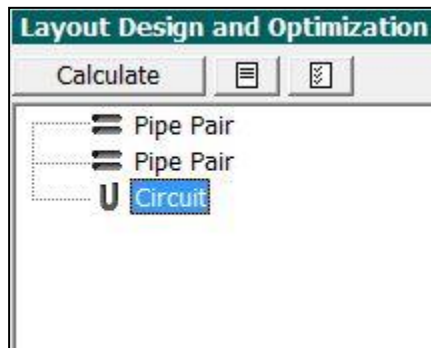 Layout Design and Optimization
Calculate
Pipe Pair
Pipe Pair
Circuit